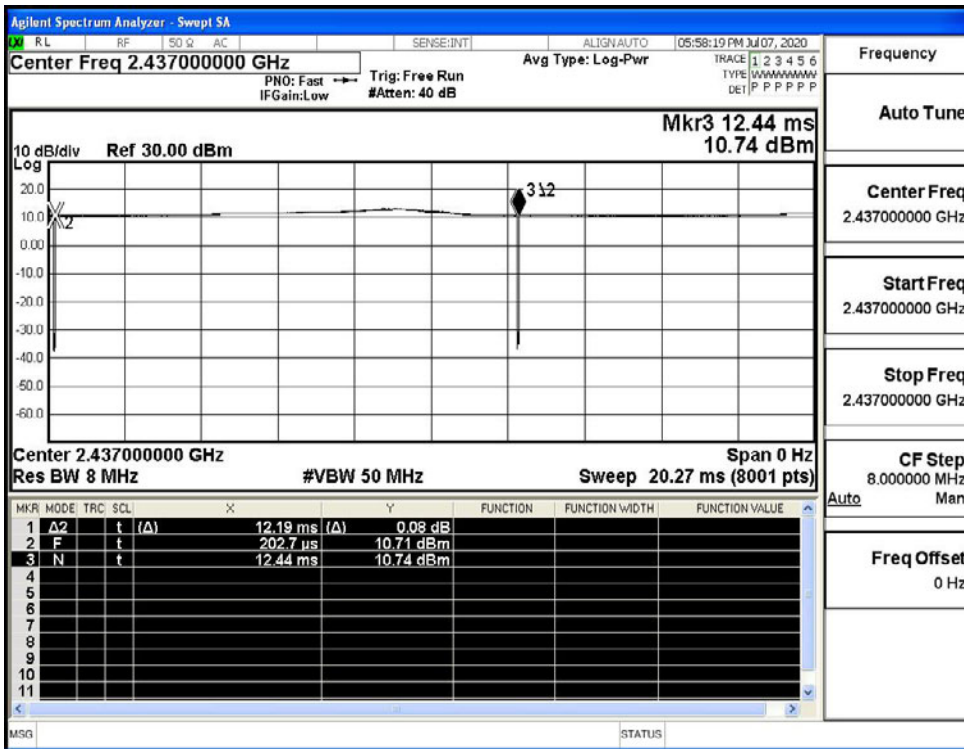 Agilent Spectrum Analyzer - Swept SA
RL RF 50 Ω AC SENSE:INT ALIGNAUTO 05:58:19 PM Jul 07, 2020
Center Freq 2.437000000 GHz
PNO: Fast
IFGain:Low
Trig: Free Run
#Atten: 40 dB
Avg Type: Log-Pwr
TRACE 1 2 3 4 5 6
TYPE WWWWWW
DET P P P P P P
Mkr3 12.44 ms
10.74 dBm
10 dB/div Ref 30.00 dBm
Log
20.0
10.0
0.00
-10.0
-20.0
-30.0
-40.0
-50.0
-60.0
2
3 1Δ2
Center 2.437000000 GHz
Span 0 Hz
Res BW 8 MHz #VBW 50 MHz Sweep 20.27 ms (8001 pts)
MKR MODE TRC SCL X Y FUNCTION FUNCTION WIDTH FUNCTION VALUE
1 Δ2 t (Δ) 12.19 ms (Δ) 0.08 dB
2 F t 202.7 µs 10.71 dBm
3 N t 12.44 ms 10.74 dBm
4
5
6
7
8
9
10
11
MSG STATUS
Frequency
Auto Tune
Center Freq
2.437000000 GHz
Start Freq
2.437000000 GHz
Stop Freq
2.437000000 GHz
CF Step
8.000000 MHz
Auto Man
Freq Offset
0 Hz